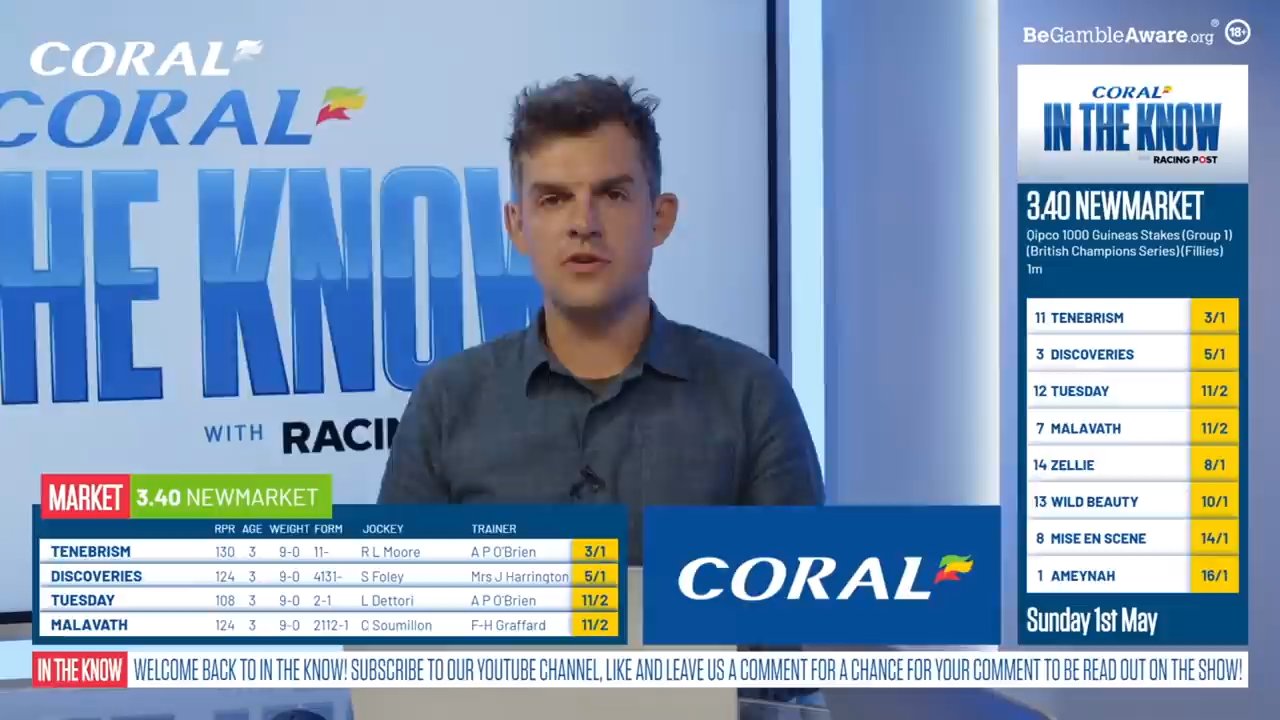 CORAL
CORAL
HE KNOW
WITH RACIN
BeGambleAware.org® 18+
CORAL
IN THE KNOW
WITH RACING POST
3.40 NEWMARKET
Qipco 1000 Guineas Stakes (Group 1)
(British Champions Series)(Fillies)
1m
11 TENEBRISM 3/1
3 DISCOVERIES 5/1
12 TUESDAY 11/2
7 MALAVATH 11/2
14 ZELLIE 8/1
13 WILD BEAUTY 10/1
8 MISE EN SCENE 14/1
1 AMEYNAH 16/1
Sunday 1st May
MARKET 3.40 NEWMARKET
RPR AGE WEIGHT FORM JOCKEY TRAINER
TENEBRISM 130 3 9-0 11- R L Moore A P O'Brien 3/1
DISCOVERIES 124 3 9-0 4131- S Foley Mrs J Harrington 5/1
TUESDAY 108 3 9-0 2-1 L Dettori A P O'Brien 11/2
MALAVATH 124 3 9-0 2112-1 C Soumillon F-H Graffard 11/2
CORAL
IN THE KNOW WELCOME BACK TO IN THE KNOW! SUBSCRIBE TO OUR YOUTUBE CHANNEL, LIKE AND LEAVE US A COMMENT FOR A CHANCE FOR YOUR COMMENT TO BE READ OUT ON THE SHOW!